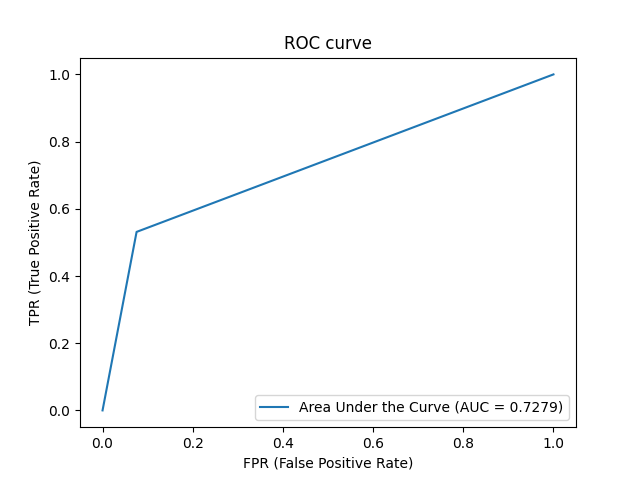 ROC curve
1.0
0.8
0.6
0.4
0.2
0.0
TPR (True Positive Rate)
Area Under the Curve (AUC = 0.7279)
0.0 0.2 0.4 0.6 0.8 1.0
FPR (False Positive Rate)